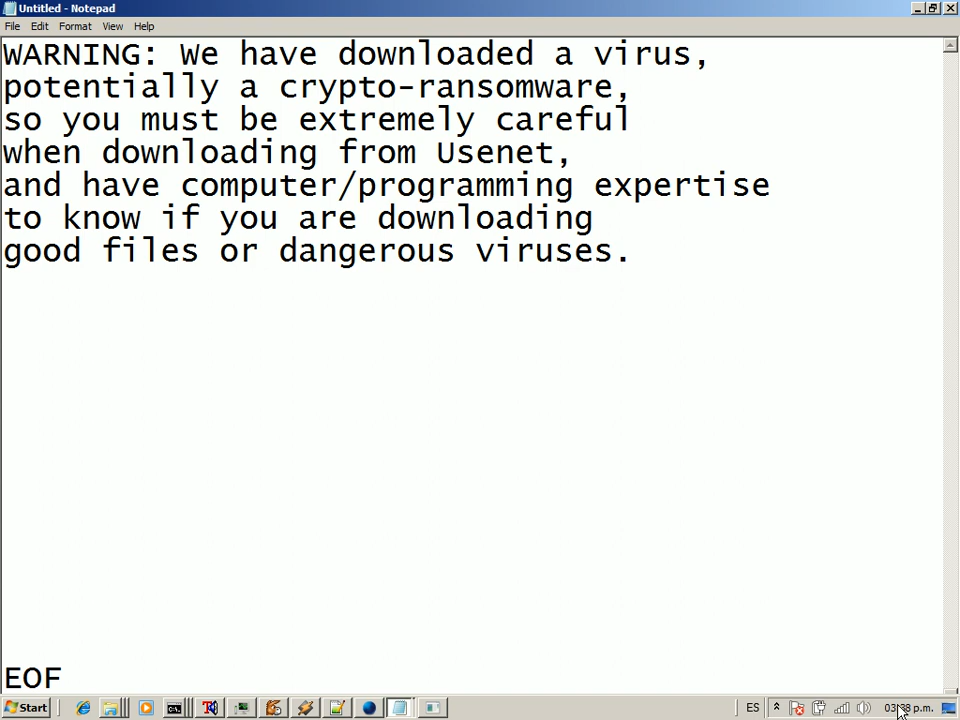 Untitled - Notepad
File Edit Format View Help
WARNING: We have downloaded a virus,
potentially a crypto-ransomware,
so you must be extremely careful
when downloading from Usenet,
and have computer/programming expertise
to know if you are downloading
good files or dangerous viruses.
EOF
Start ES p.m.